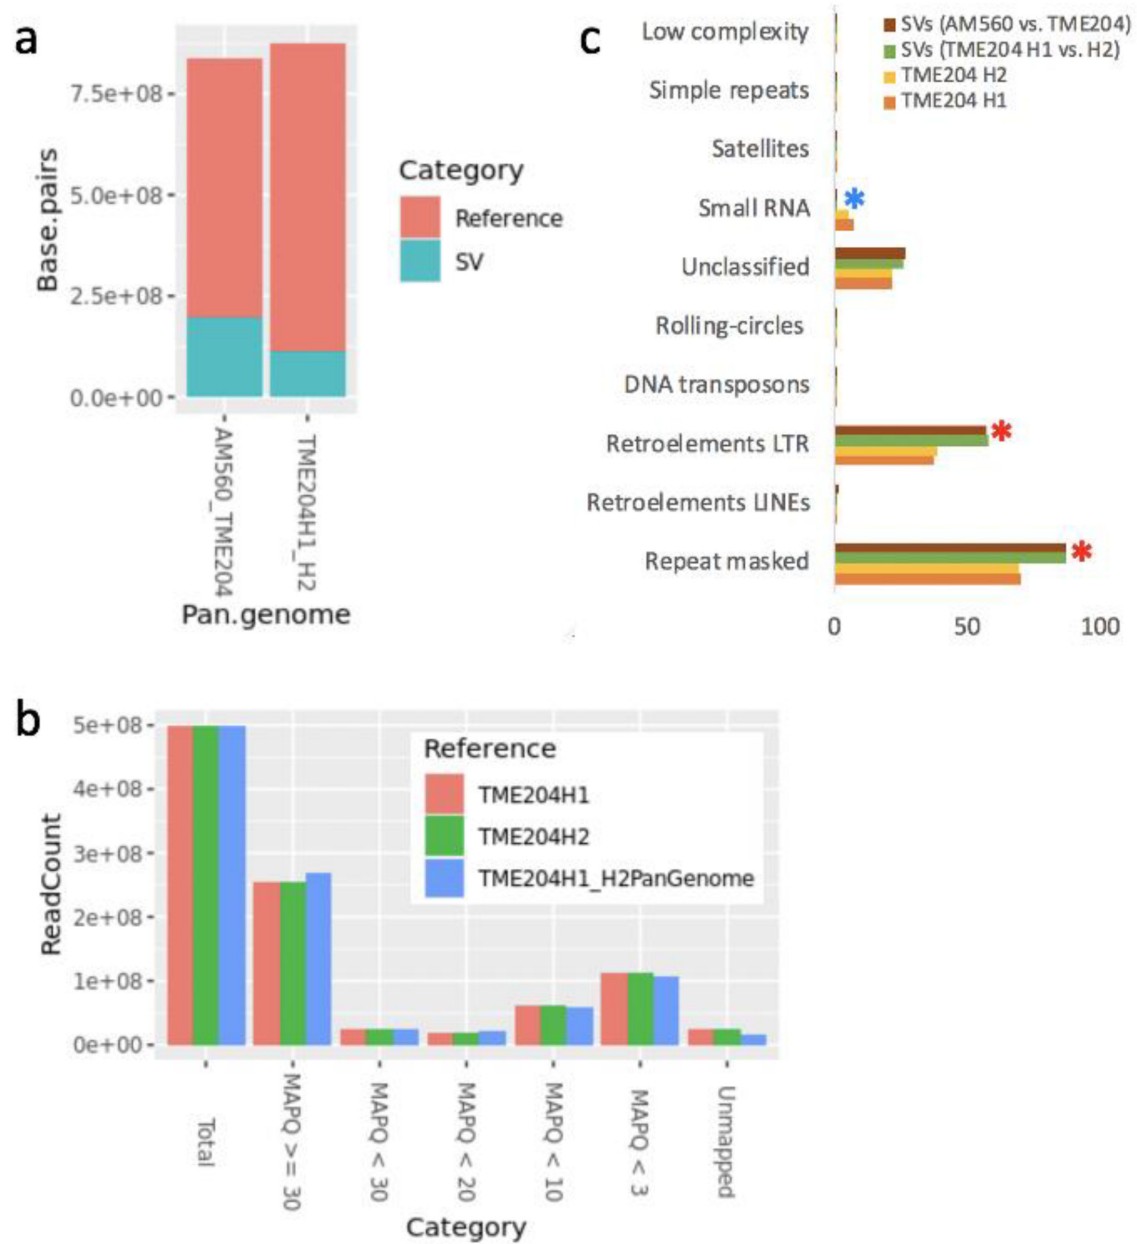 a
7.5e+08
5.0e+08
2.5e+08
0.0e+00
Base.pairs
AM560_TME204
TME204H1_H2
Pan.genome
Category
Reference
SV
c
Low complexity
Simple repeats
Satellites
Small RNA
Unclassified
Rolling-circles
DNA transposons
Retroelements LTR
Retroelements LINEs
Repeat masked
0
50
100
SVs (AM560 vs. TME204)
SVs (TME204 H1 vs. H2)
TME204 H2
TME204 H1
b
5e+08
4e+08
3e+08
2e+08
1e+08
0e+00
ReadCount
Reference
TME204H1
TME204H2
TME204H1_H2PanGenome
Total
MAPQ >= 30
MAPQ < 30
MAPQ < 20
MAPQ < 10
MAPQ < 3
Unmapped
Category